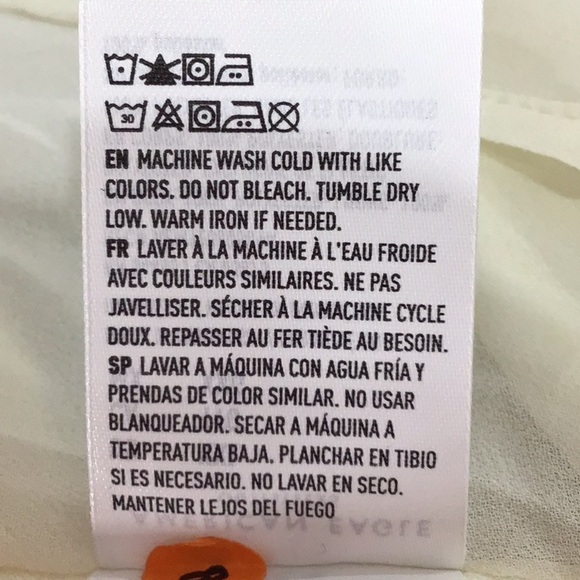 30
EN MACHINE WASH COLD WITH LIKE
COLORS. DO NOT BLEACH. TUMBLE DRY
LOW. WARM IRON IF NEEDED.
FR LAVER À LA MACHINE À L'EAU FROIDE
AVEC COULEURS SIMILAIRES. NE PAS
JAVELLISER. SÉCHER À LA MACHINE CYCLE
DOUX. REPASSER AU FER TIÈDE AU BESOIN.
SP LAVAR A MÁQUINA CON AGUA FRÍA Y
PRENDAS DE COLOR SIMILAR. NO USAR
BLANQUEADOR. SECAR A MÁQUINA A
TEMPERATURA BAJA. PLANCHAR EN TIBIO
SI ES NECESARIO. NO LAVAR EN SECO.
MANTENER LEJOS DEL FUEGO
AMERICAN EAGLE